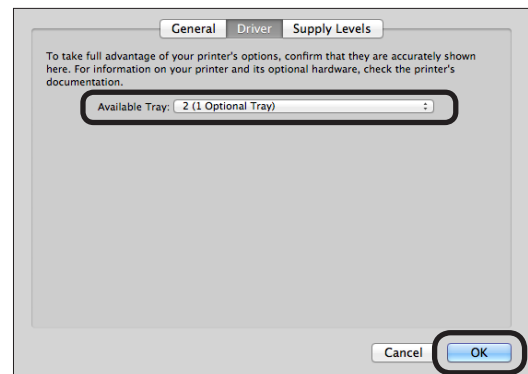 General Driver Supply Levels
To take full advantage of your printer's options, confirm that they are accurately shown
here. For information on your printer and its optional hardware, check the printer's
documentation.
Available Tray: 2 (1 Optional Tray)
Cancel OK